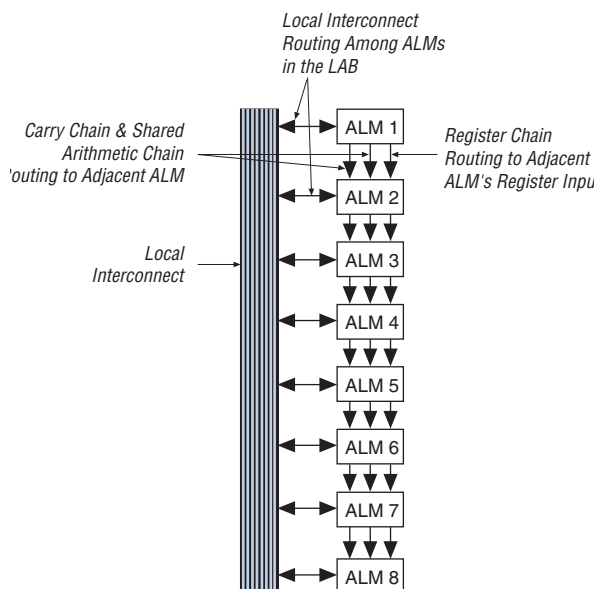 Local Interconnect
Routing Among ALMs
in the LAB
Carry Chain & Shared
Arithmetic Chain
outing to Adjacent ALM
Register Chain
Routing to Adjacent
ALM's Register Inpu
Local
Interconnect
ALM 1
ALM 2
ALM 3
ALM 4
ALM 5
ALM 6
ALM 7
ALM 8